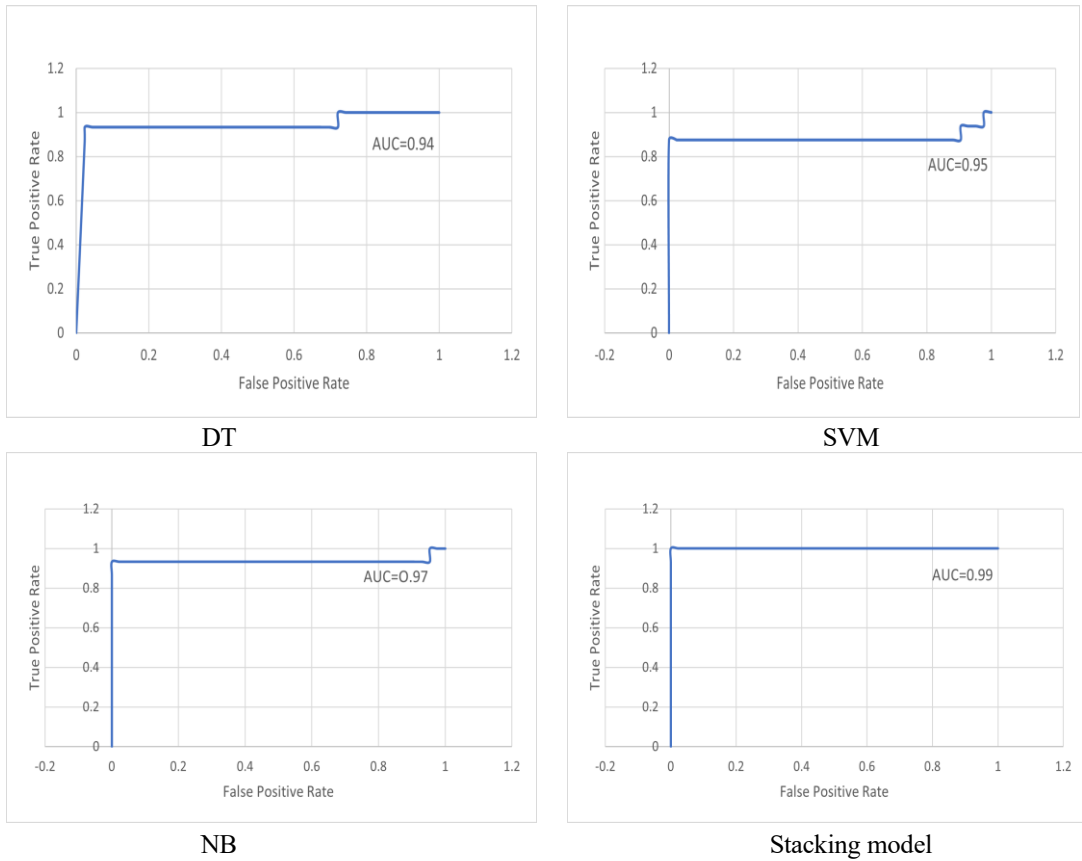 1.2
1
0.8
0.6
0.4
0.2
0
True Positive Rate
AUC=0.94
0 0.2 0.4 0.6 0.8 1 1.2
False Positive Rate
DT
1.2
1
0.8
0.6
0.4
0.2
0
True Positive Rate
AUC=0.95
-0.2 0 0.2 0.4 0.6 0.8 1 1.2
False Positive Rate
SVM
1.2
1
0.8
0.6
0.4
0.2
0
True Positive Rate
AUC=O.97
-0.2 0 0.2 0.4 0.6 0.8 1 1.2
False Positive Rate
NB
1.2
1
0.8
0.6
0.4
0.2
0
True Positive Rate
AUC=0.99
-0.2 0 0.2 0.4 0.6 0.8 1 1.2
False Positive Rate
Stacking model